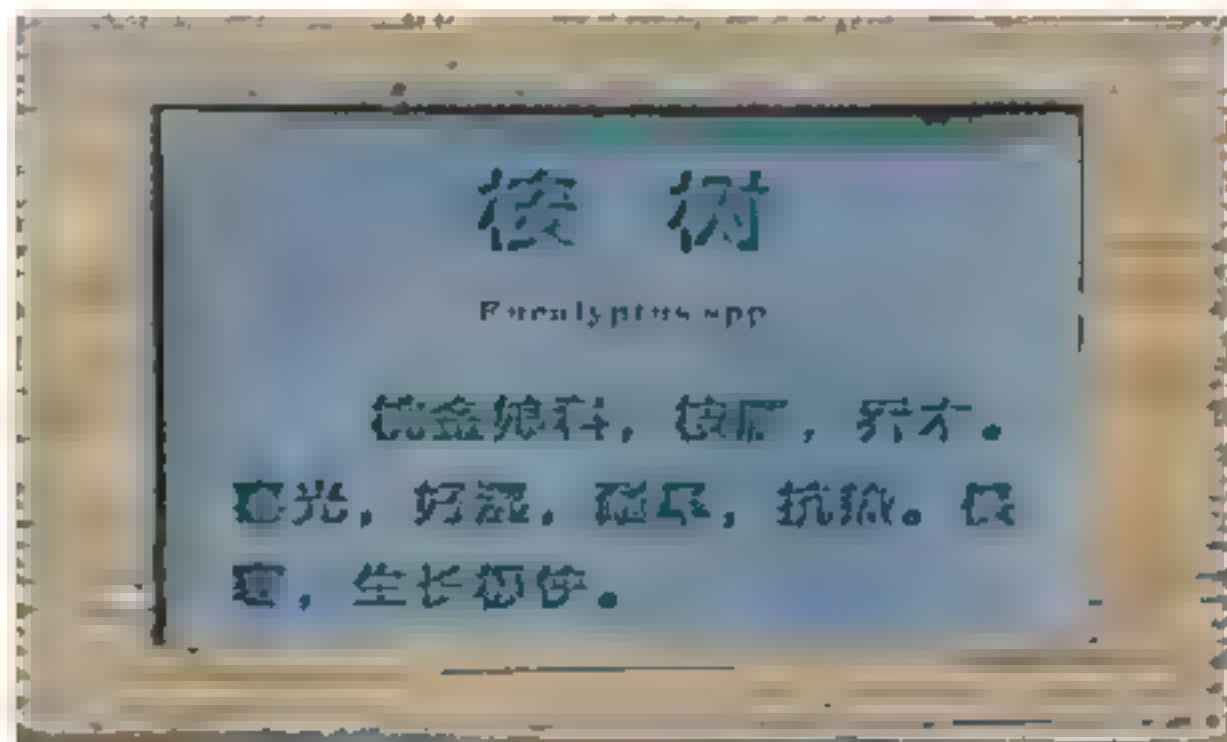 桉 树
Eucalyptus spp
桃金娘科，桉属，乔木。
喜光，好湿，耐旱，抗热。
，生长